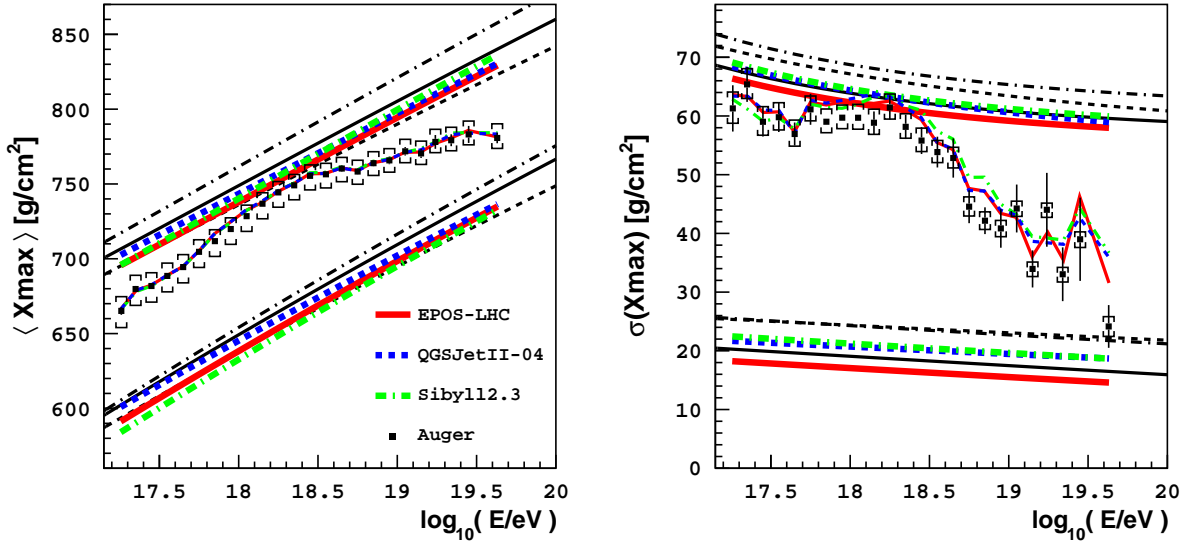 ⟨ Xmax ⟩ [g/cm²]
850
800
750
700
650
600
EPOS-LHC
QGSJetII-04
Sibyll2.3
Auger
17.5 18 18.5 19 19.5 20
log₁₀( E/eV )
σ(Xmax) [g/cm²]
70
60
50
40
30
20
10
0
17.5 18 18.5 19 19.5 20
log₁₀( E/eV )